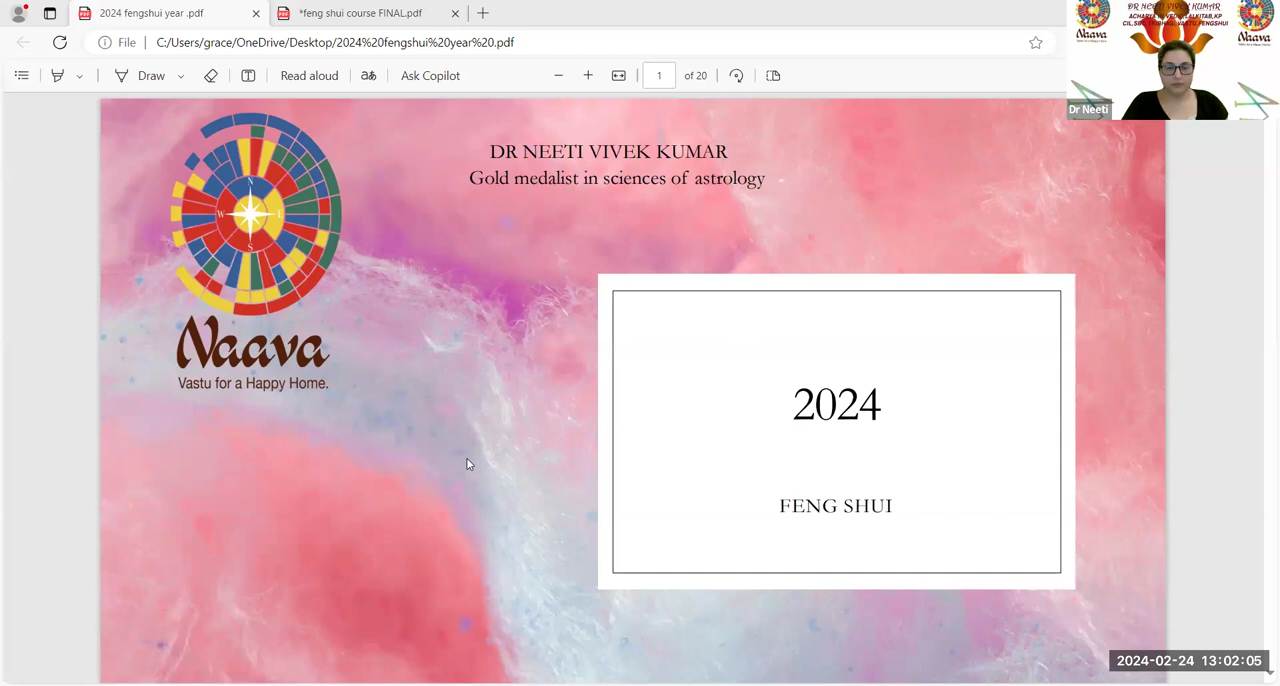 2024 fengshui year .pdf
*feng shui course FINAL.pdf
File
C:/Users/grace/OneDrive/Desktop/2024%20fengshui%20year%20.pdf
Draw
Read aloud
aあ
Ask Copilot
1
of 20
DR NEETI VIVEK KUMAR
Naava
Naava
Dr Neeti
DR NEETI VIVEK KUMAR
Gold medalist in sciences of astrology
N
W
E
S
Naava
Vastu for a Happy Home.
2024
FENG SHUI
2024-02-24 13:02:05